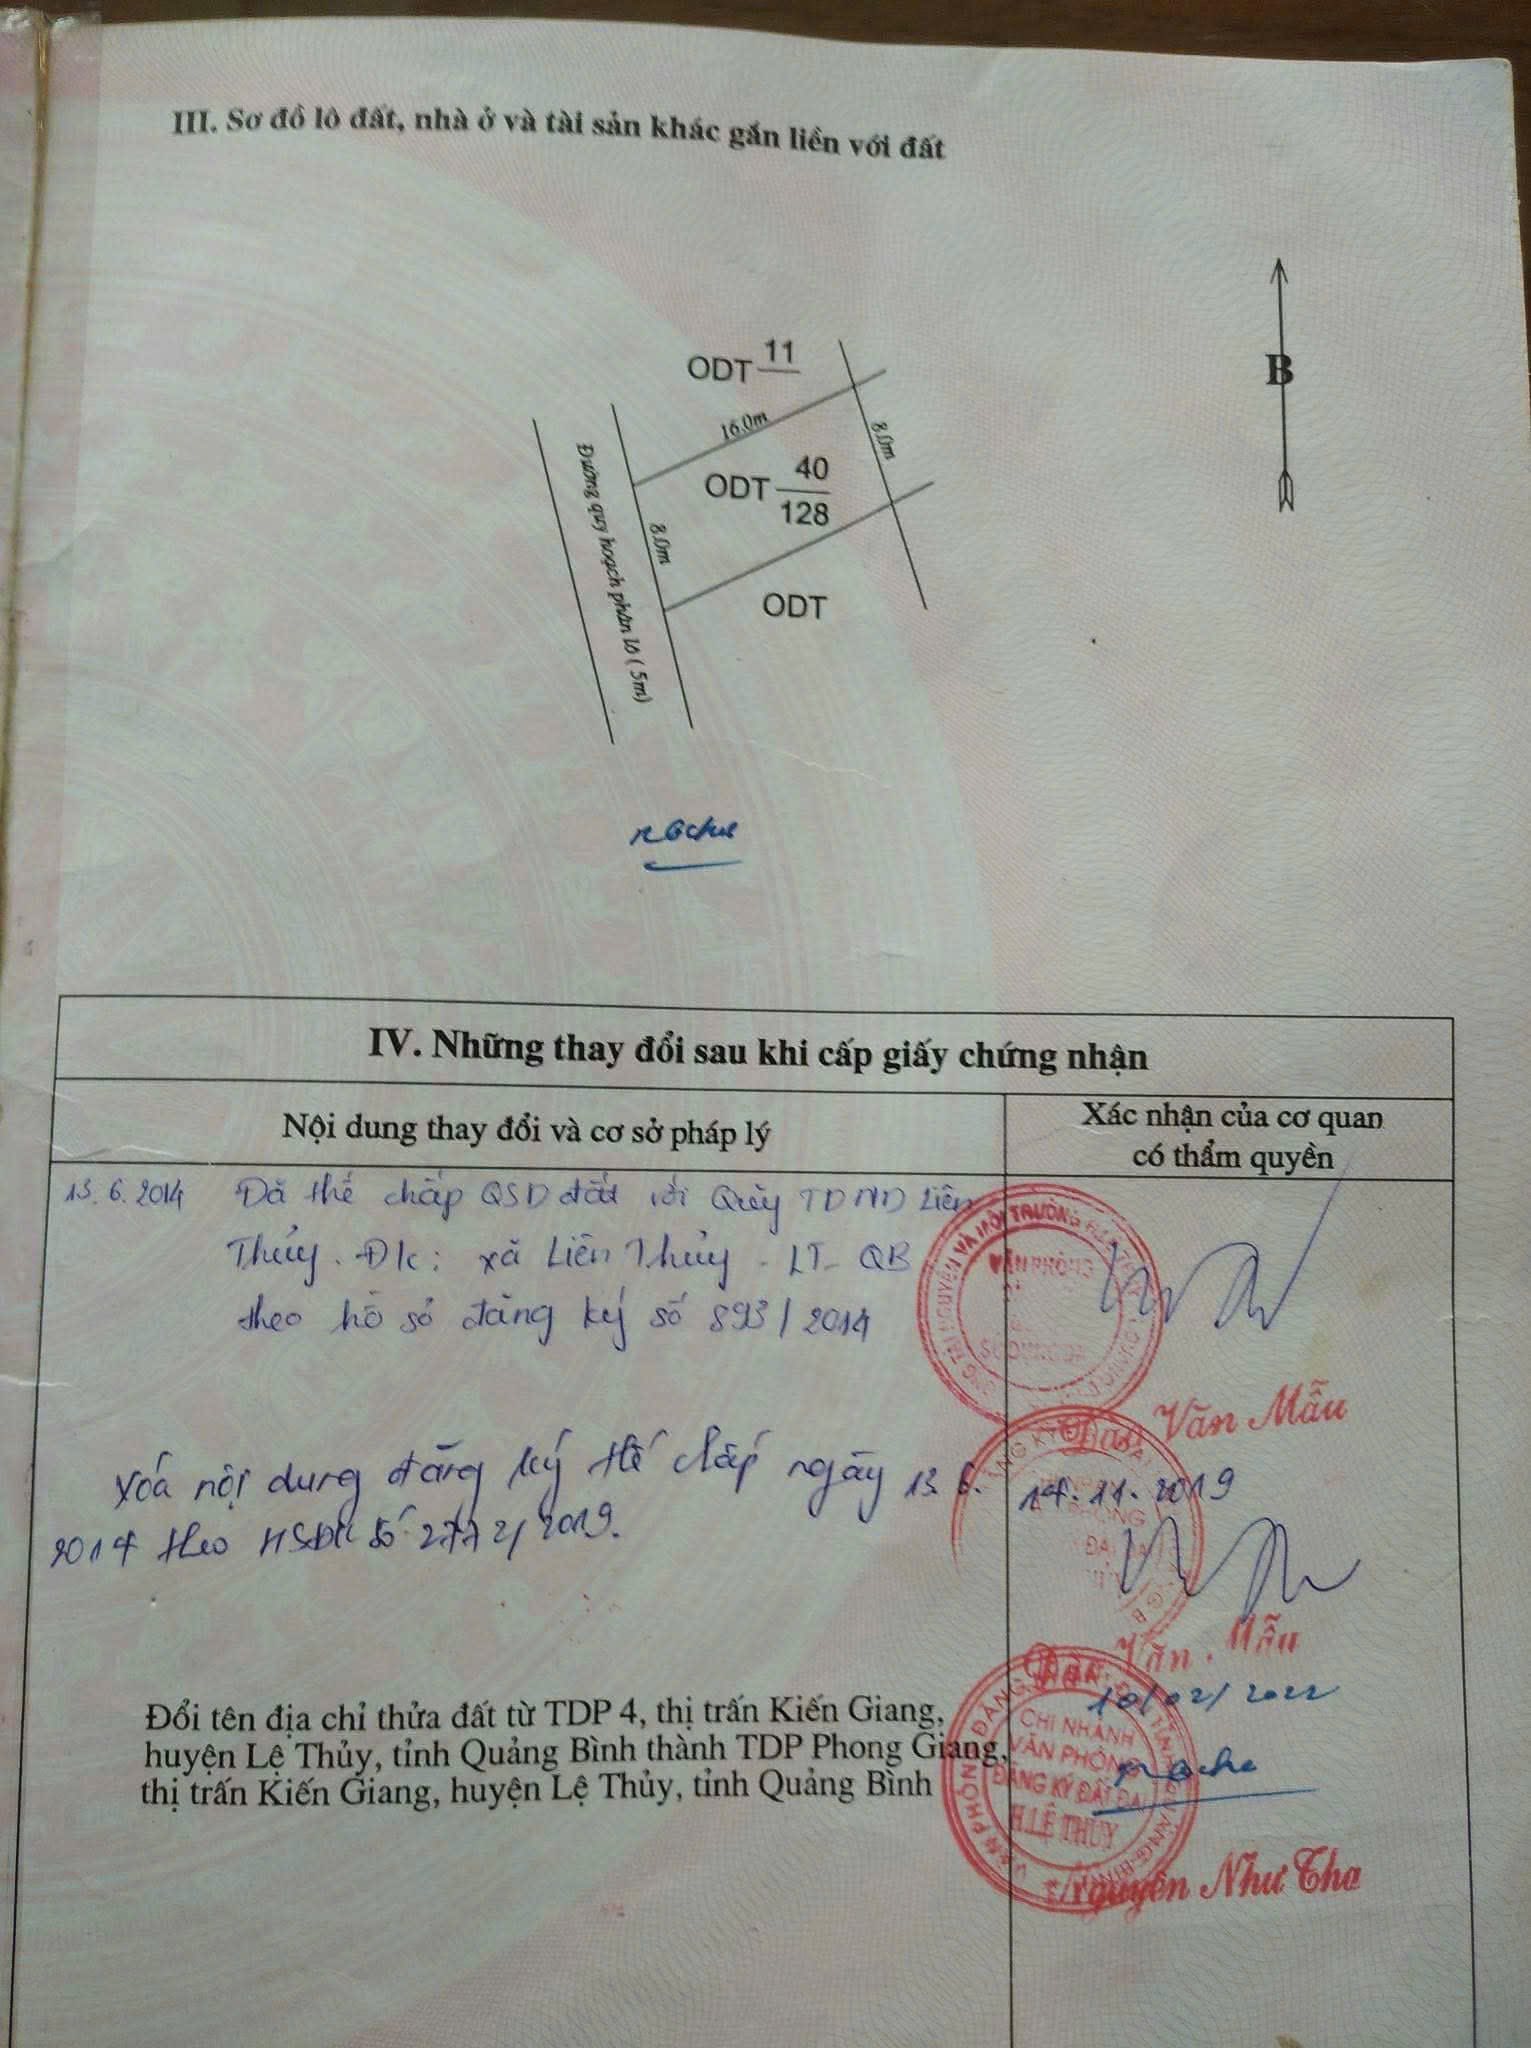 III. Sơ đồ lô đất, nhà ở và tài sản khác gắn liền với đất
B
ODT 11
16.0m
8.0m
ODT 40
128
8.0m
Đường quy hoạch phân lô ( 5m)
ODT
IV. Những thay đổi sau khi cấp giấy chứng nhận
Nội dung thay đổi và cơ sở pháp lý
Xác nhận của cơ quan
có thẩm quyền
13.6.2014 Đã thế chấp QSD đất với Quỹ TDND Liên
Thủy. Đ/c: xã Liên Thủy - LT- QB
theo hồ sơ đăng ký số 893/2014
VĂN PHÒNG
Văn Mẫu
Xóa nội dung đăng ký thế chấp ngày 13.6.
2014 theo HSĐK số 2772/2019.
14.11.2019
Văn Mẫu
Đổi tên địa chỉ thửa đất từ TDP 4, thị trấn Kiến Giang,
huyện Lệ Thủy, tỉnh Quảng Bình thành TDP Phong Giang,
thị trấn Kiến Giang, huyện Lệ Thủy, tỉnh Quảng Bình
10/02/2022
CHI NHÁNH
VĂN PHÒNG
ĐĂNG KÝ ĐẤT ĐAI
H.LỆ THỦY
Nguyễn Như Thọ